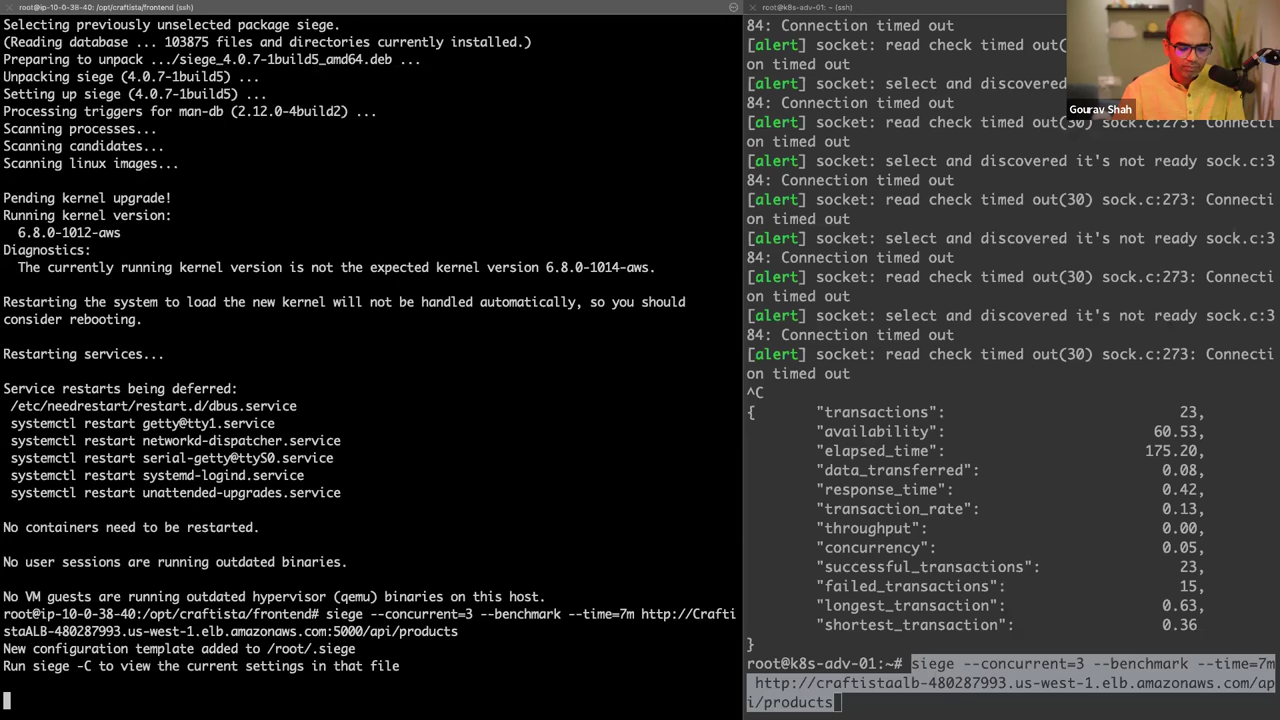 root@ip-10-0-38-40: /opt/craftista/frontend (ssh)
Selecting previously unselected package siege.
(Reading database ... 103875 files and directories currently installed.)
Preparing to unpack .../siege_4.0.7-1build5_amd64.deb ...
Unpacking siege (4.0.7-1build5) ...
Setting up siege (4.0.7-1build5) ...
Processing triggers for man-db (2.12.0-4build2) ...
Scanning processes...
Scanning candidates...
Scanning linux images...
Pending kernel upgrade!
Running kernel version:
6.8.0-1012-aws
Diagnostics:
The currently running kernel version is not the expected kernel version 6.8.0-1014-aws.
Restarting the system to load the new kernel will not be handled automatically, so you should
consider rebooting.
Restarting services...
Service restarts being deferred:
/etc/needrestart/restart.d/dbus.service
systemctl restart getty@tty1.service
systemctl restart networkd-dispatcher.service
systemctl restart serial-getty@ttyS0.service
systemctl restart systemd-logind.service
systemctl restart unattended-upgrades.service
No containers need to be restarted.
No user sessions are running outdated binaries.
No VM guests are running outdated hypervisor (qemu) binaries on this host.
root@ip-10-0-38-40:/opt/craftista/frontend# siege --concurrent=3 --benchmark --time=7m http://Crafti
staALB-480287993.us-west-1.elb.amazonaws.com:5000/api/products
New configuration template added to /root/.siege
Run siege -C to view the current settings in that file
root@k8s-adv-01: ~ (ssh)
84: Connection timed out
[alert] socket: read check timed out(
on timed out
[alert] socket: select and discovered
84: Connection timed out
[alert] socket: read check timed out(30) sock.c:273: Connecti
on timed out
[alert] socket: select and discovered it's not ready sock.c:3
84: Connection timed out
[alert] socket: read check timed out(30) sock.c:273: Connecti
on timed out
[alert] socket: select and discovered it's not ready sock.c:3
84: Connection timed out
[alert] socket: read check timed out(30) sock.c:273: Connecti
on timed out
[alert] socket: select and discovered it's not ready sock.c:3
84: Connection timed out
[alert] socket: read check timed out(30) sock.c:273: Connecti
on timed out
^C
{ "transactions": 23,
"availability": 60.53,
"elapsed_time": 175.20,
"data_transferred": 0.08,
"response_time": 0.42,
"transaction_rate": 0.13,
"throughput": 0.00,
"concurrency": 0.05,
"successful_transactions": 23,
"failed_transactions": 15,
"longest_transaction": 0.63,
"shortest_transaction": 0.36
}
root@k8s-adv-01:~# siege --concurrent=3 --benchmark --time=7m
http://craftistaalb-480287993.us-west-1.elb.amazonaws.com/ap
i/products
Gourav Shah